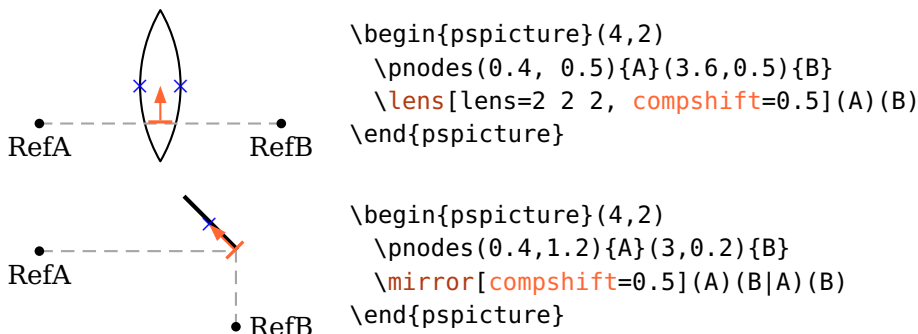 RefA
RefB
\begin{pspicture}(4,2)
  \pnodes(0.4, 0.5){A}(3.6,0.5){B}
  \lens[lens=2 2 2, compshift=0.5](A)(B)
\end{pspicture}
RefA
RefB
\begin{pspicture}(4,2)
  \pnodes(0.4,1.2){A}(3,0.2){B}
  \mirror[compshift=0.5](A)(B|A)(B)
\end{pspicture}